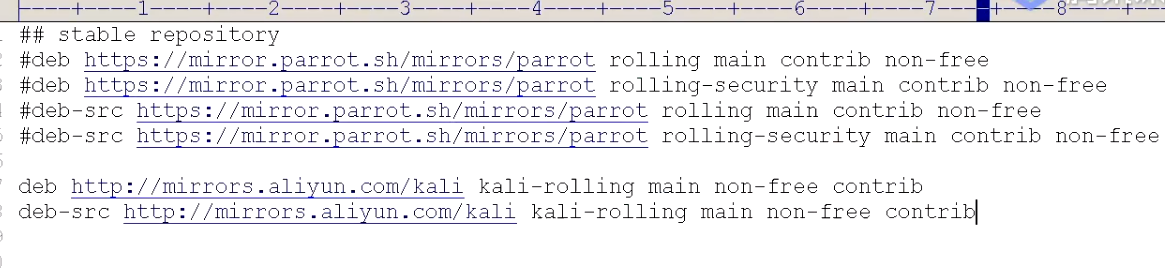 |----+----1----+----2----+----3----+----4----+----5----+----6----+----7----+----8----+--
## stable repository
#deb https://mirror.parrot.sh/mirrors/parrot rolling main contrib non-free
#deb https://mirror.parrot.sh/mirrors/parrot rolling-security main contrib non-free
#deb-src https://mirror.parrot.sh/mirrors/parrot rolling main contrib non-free
#deb-src https://mirror.parrot.sh/mirrors/parrot rolling-security main contrib non-free
deb http://mirrors.aliyun.com/kali kali-rolling main non-free contrib
deb-src http://mirrors.aliyun.com/kali kali-rolling main non-free contrib